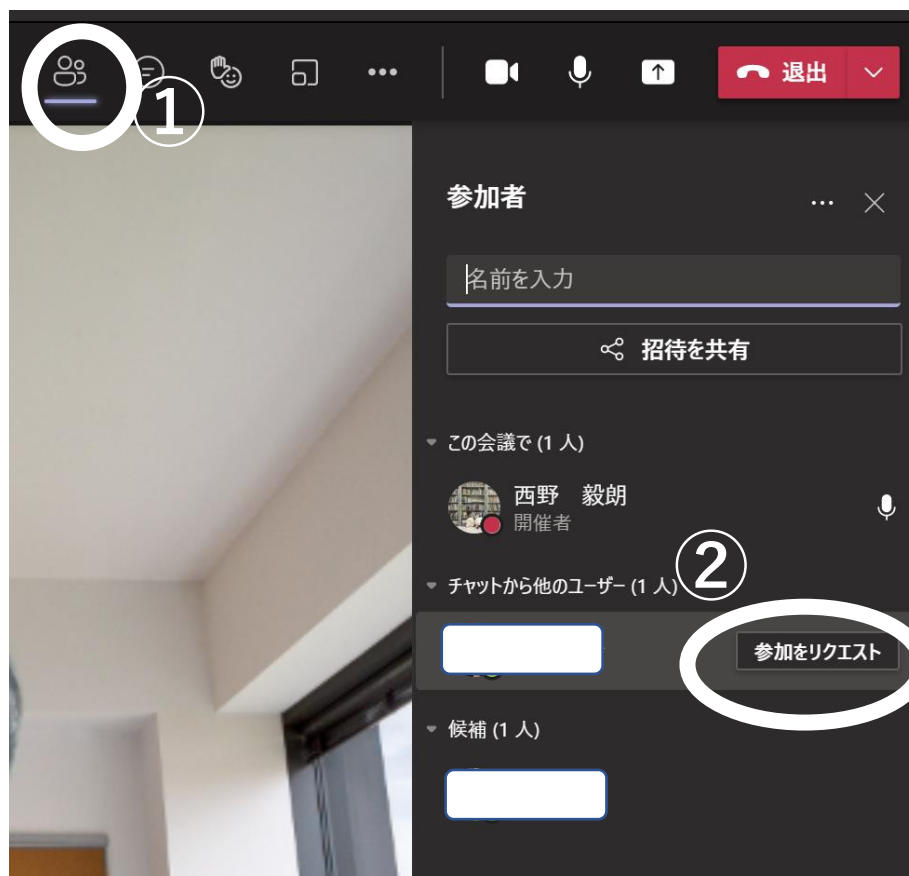 ①
退出
参加者
名前を入力
招待を共有
この会議で (1 人)
西野　毅朗
開催者
②
チャットから他のユーザー (1 人)
参加をリクエスト
候補 (1 人)